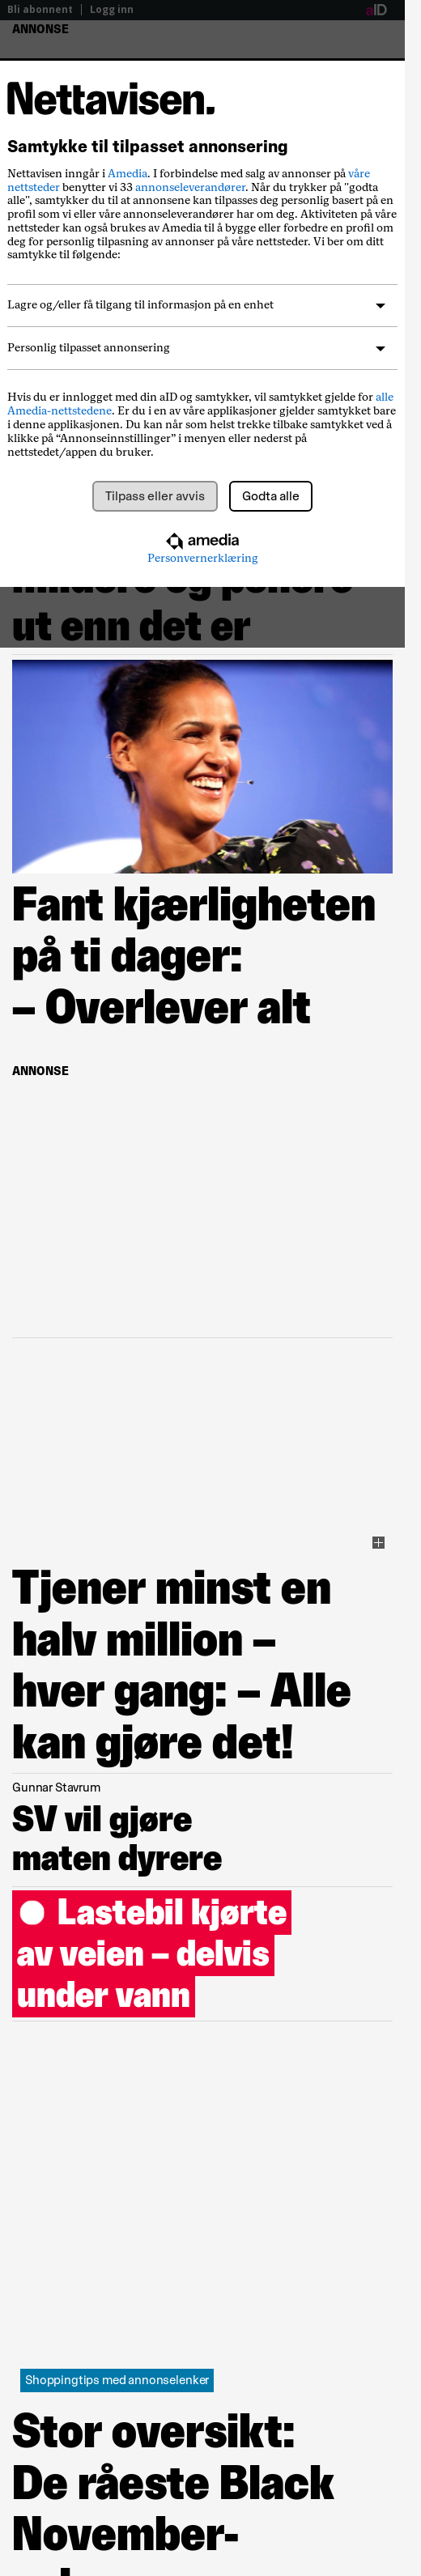 Bli abonnent | Logg inn
aID
ANNONSE
Nettavisen.
Samtykke til tilpasset annonsering
Nettavisen inngår i Amedia. I forbindelse med salg av annonser på våre
nettsteder benytter vi 33 annonseleverandører. Når du trykker på "godta
alle", samtykker du til at annonsene kan tilpasses deg personlig basert på en
profil som vi eller våre annonseleverandører har om deg. Aktiviteten på våre
nettsteder kan også brukes av Amedia til å bygge eller forbedre en profil om
deg for personlig tilpasning av annonser på våre nettsteder. Vi ber om ditt
samtykke til følgende:
Lagre og/eller få tilgang til informasjon på en enhet
Personlig tilpasset annonsering
Hvis du er innlogget med din aID og samtykker, vil samtykket gjelde for alle
Amedia-nettstedene. Er du i en av våre applikasjoner gjelder samtykket bare
i denne applikasjonen. Du kan når som helst trekke tilbake samtykket ved å
klikke på “Annonseinnstillinger” i menyen eller nederst på
nettstedet/appen du bruker.
Tilpass eller avvis
Godta alle
amedia
Personvernerklæring
mindre og penere
ut enn det er
Fant kjærligheten
på ti dager:
– Overlever alt
ANNONSE
Tjener minst en
halv million –
hver gang: – Alle
kan gjøre det!
Gunnar Stavrum
SV vil gjøre
maten dyrere
Lastebil kjørte
av veien – delvis
under vann
Shoppingtips med annonselenker
Stor oversikt:
De råeste Black
November-